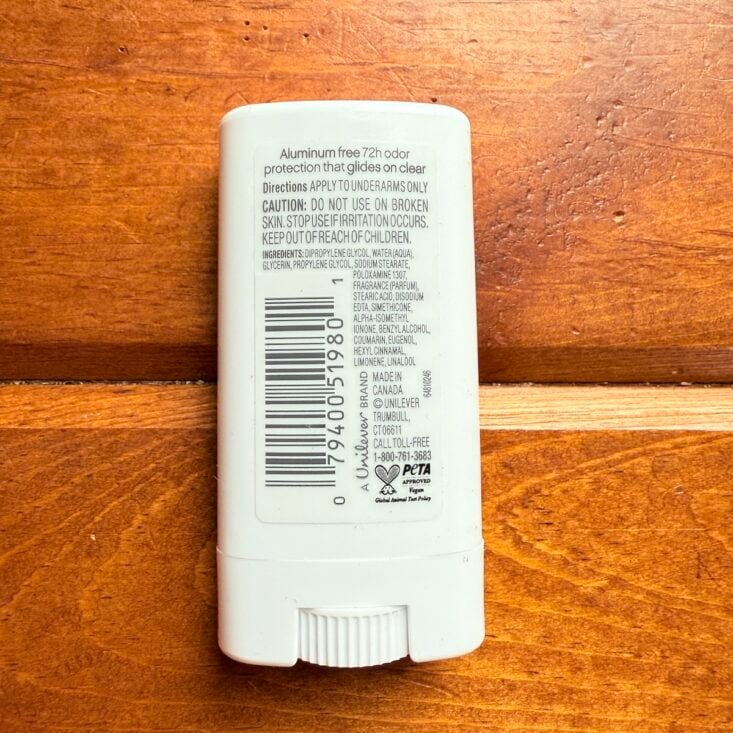 Aluminum free 72h odor
protection that glides on clear
Directions APPLY TO UNDERARMS ONLY
CAUTION: DO NOT USE ON BROKEN
SKIN. STOP USE IF IRRITATION OCCURS.
KEEP OUT OF REACH OF CHILDREN.
INGREDIENTS: DIPROPYLENE GLYCOL, WATER (AQUA),
GLYCERIN, PROPYLENE GLYCOL, SODIUM STEARATE,
POLOXAMINE 1307,
FRAGRANCE (PARFUM),
STEARIC ACID, DISODIUM
EDTA, SIMETHICONE,
ALPHA-ISOMETHYL
IONONE, BENZYL ALCOHOL,
COUMARIN, EUGENOL,
HEXYL CINNAMAL,
LIMONENE, LINALOOL
0 79400 51980 1
A Unilever BRAND
MADE IN
CANADA
© UNILEVER
TRUMBULL,
CT 06611
CALL TOLL-FREE
1-800-761-3683
6810246
PETA
APPROVED
Vegan
Global Animal Test Policy